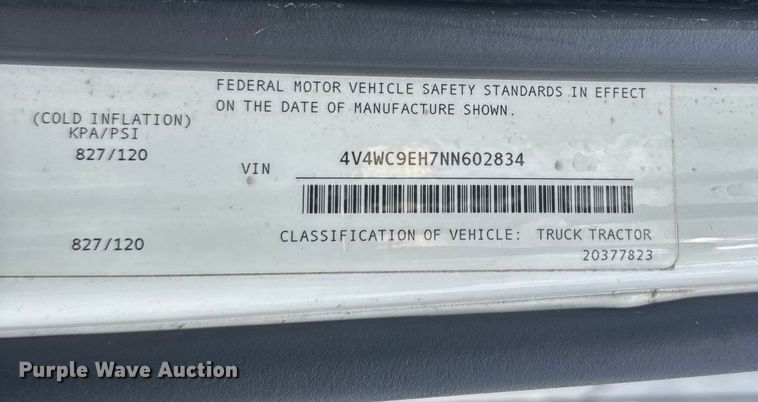 FEDERAL MOTOR VEHICLE SAFETY STANDARDS IN EFFECT
ON THE DATE OF MANUFACTURE SHOWN.
(COLD INFLATION)
KPA/PSI
827/120
VIN 4V4WC9EH7NN602834
827/120
CLASSIFICATION OF VEHICLE: TRUCK TRACTOR
20377823
Purple Wave Auction